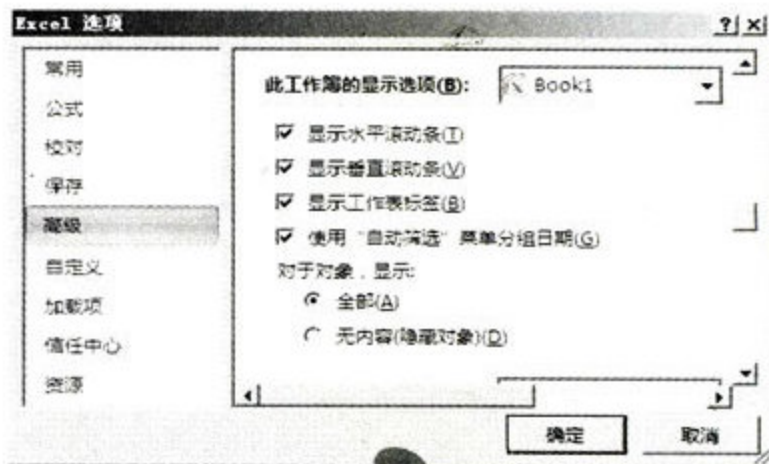 Excel 选项
? ×
常用
公式
校对
保存
高级
自定义
加载项
信任中心
资源
此工作簿的显示选项(B): Book1
显示水平滚动条(T)
显示垂直滚动条(V)
显示工作表标签(B)
使用“自动筛选”菜单分组日期(G)
对于对象，显示:
全部(A)
无内容(隐藏对象)(D)
确定 取消